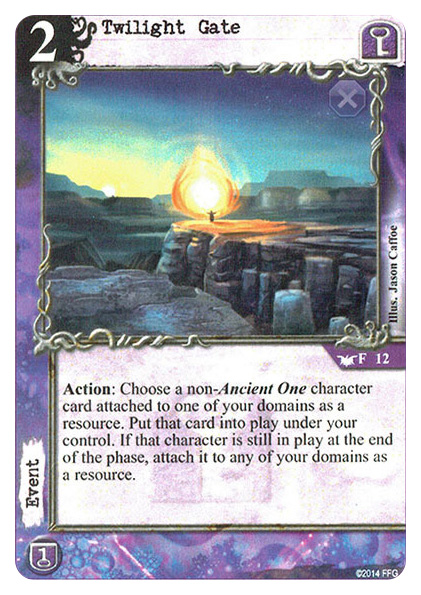 2
Twilight Gate
Illus. Jason Caffoe
F 12
Action: Choose a non-Ancient One character
card attached to one of your domains as a
resource. Put that card into play under your
control. If that character is still in play at the end
of the phase, attach it to any of your domains as
a resource.
Event
1
©2014 FFG